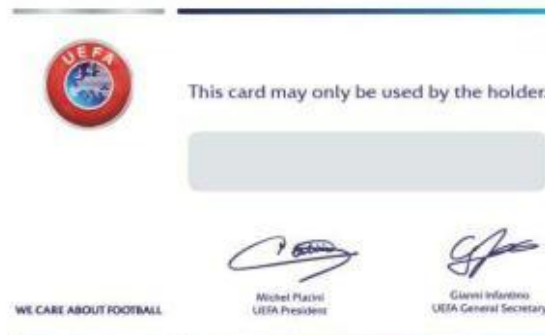 UEFA
This card may only be used by the holder.
Michel Platini
UEFA President
Gianni Infantino
UEFA General Secretary
WE CARE ABOUT FOOTBALL